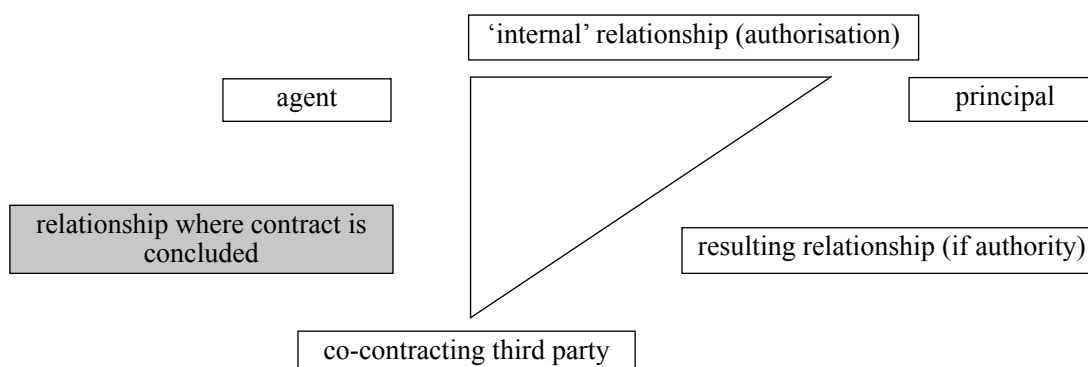 ‘internal’ relationship (authorisation)
agent
principal
relationship where contract is
concluded
resulting relationship (if authority)
co-contracting third party